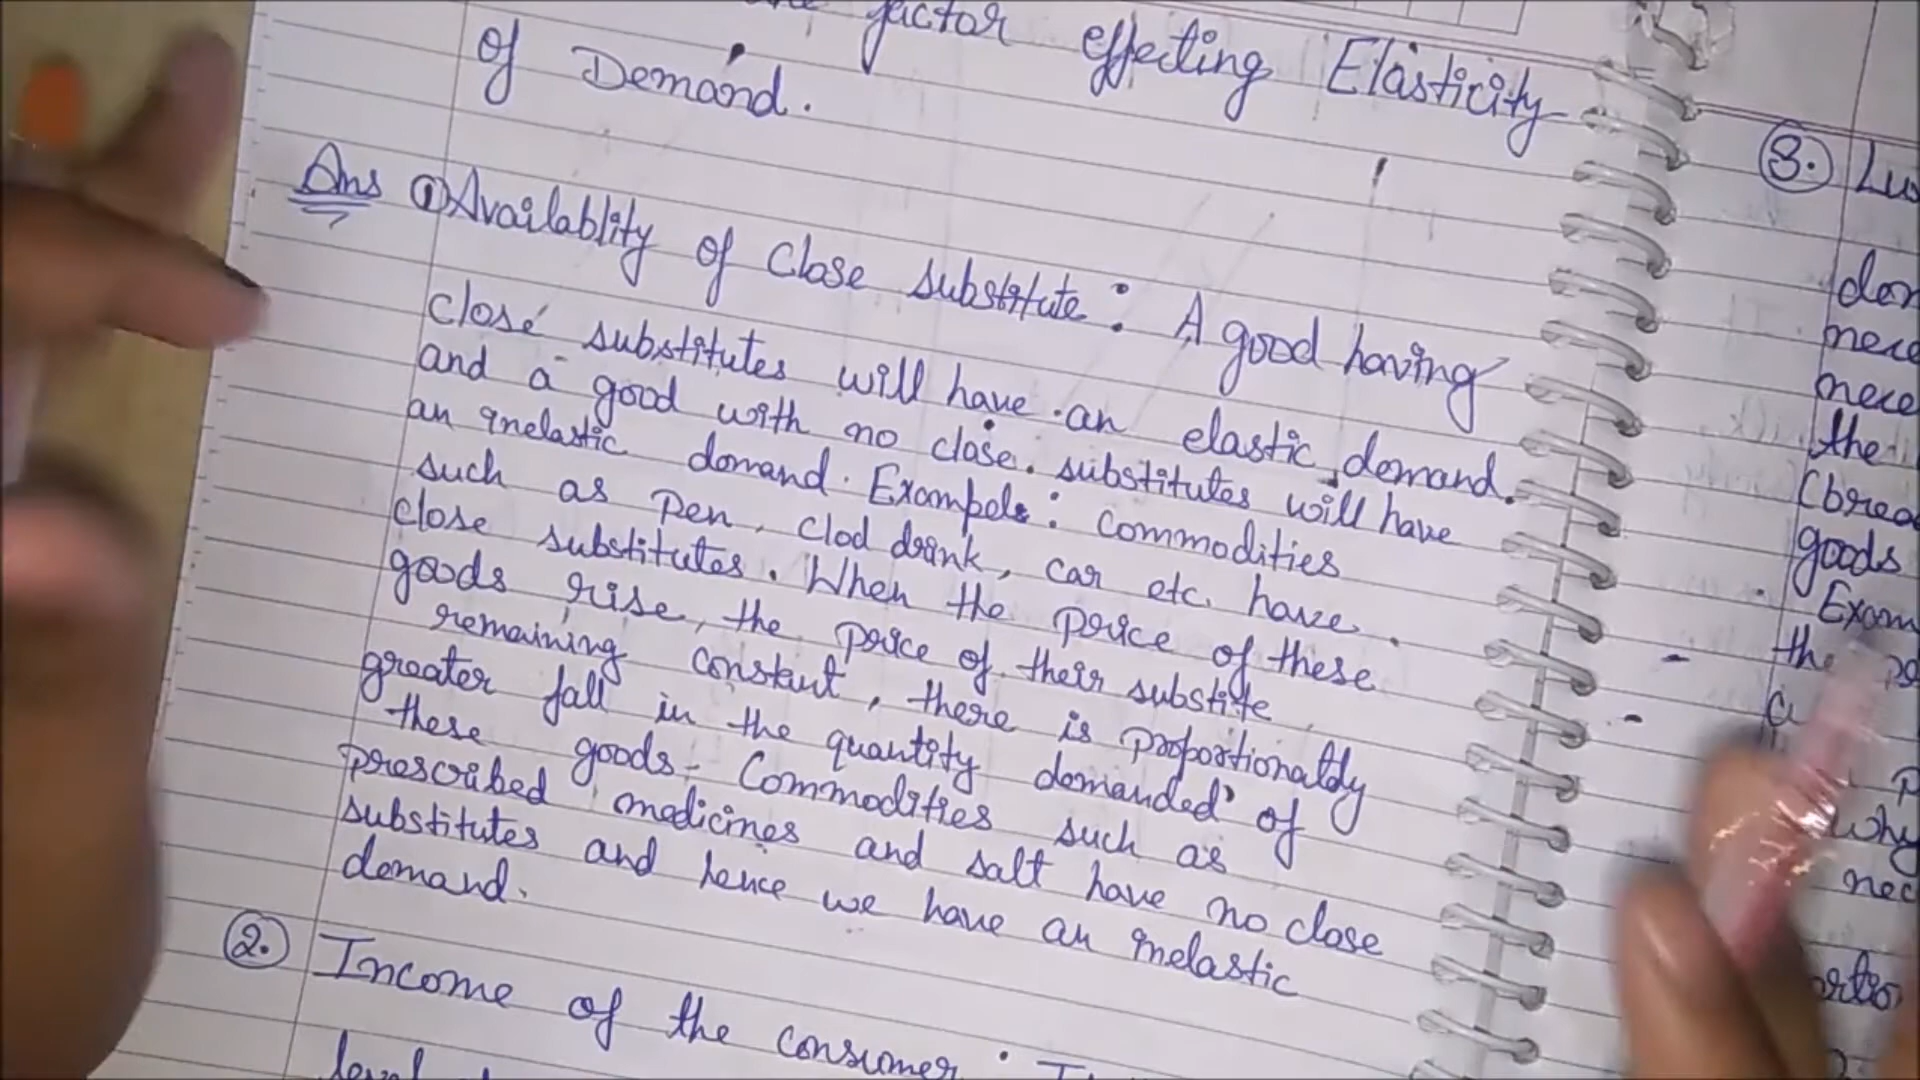 factor effecting Elasticity
of Demand.
Ans ① Availablity of Close substitute : A good having
close substitutes will have an elastic demand.
and a good with no close substitutes will have
an inelastic demand. Exampels : Commodities
such as Pen, Clod drink, car etc. have
close substitutes. When the price of these
goods rise, the price of their substite
remaining constant, there is proportionaldy
greater fall in the quantity demanded of
these goods. Commodities such as
prescribed medicines and salt have no close
substitutes and hence we have an inelastic
demand.
2. Income of the consumer :
3.
nece
the
goods
why
nec